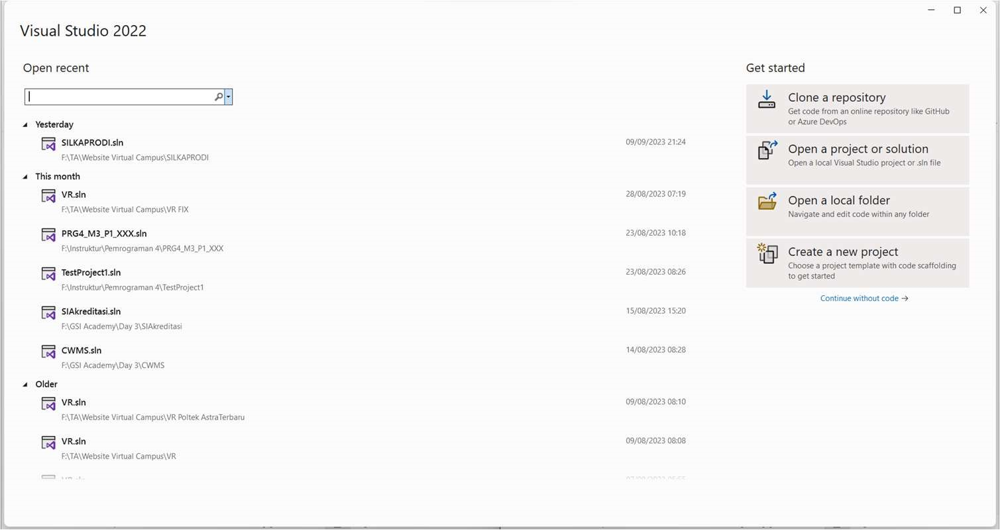 Visual Studio 2022
Open recent
Yesterday
SILKAPRODI.sln
09/09/2023 21:24
F:\TA\Website Virtual Campus\SILKAPRODI
This month
VR.sln
28/08/2023 07:19
F:\TA\Website Virtual Campus\VR FIX
PRG4_M3_P1_XXX.sln
23/08/2023 10:18
F:\Instruktur\Pemrograman 4\PRG4_M3_P1_XXX
TestProject1.sln
23/08/2023 08:26
F:\Instruktur\Pemrograman 4\TestProject1
SIAkreditasi.sln
15/08/2023 15:20
F:\GSI Academy\Day 3\SIAkreditasi
CWMS.sln
14/08/2023 08:28
F:\GSI Academy\Day 3\CWMS
Older
VR.sln
09/08/2023 08:10
F:\TA\Website Virtual Campus\VR Poltek AstraTerbaru
VR.sln
09/08/2023 08:08
F:\TA\Website Virtual Campus\VR
Get started
Clone a repository
Get code from an online repository like GitHub
or Azure DevOps
Open a project or solution
Open a local Visual Studio project or .sln file
Open a local folder
Navigate and edit code within any folder
Create a new project
Choose a project template with code scaffolding
to get started
Continue without code →